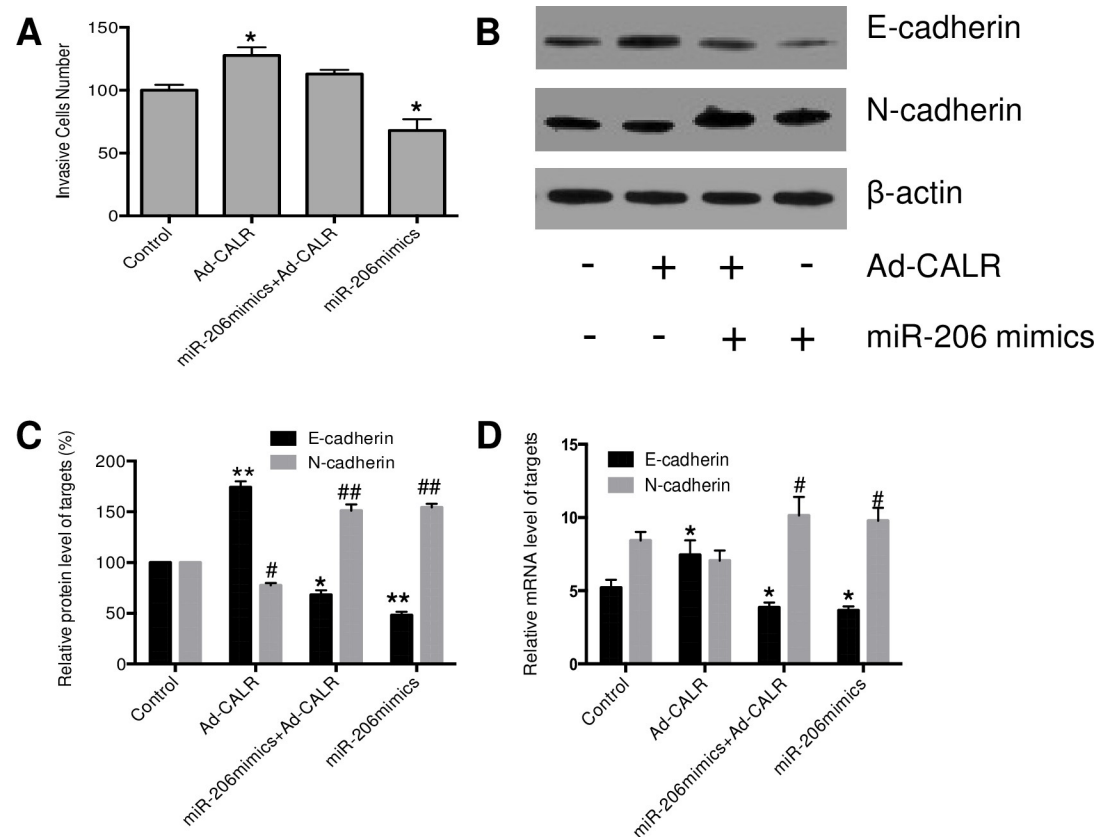 A
Invasive Cells Number
150
100
50
0
*
*
Control
Ad-CALR
miR-206mimics+Ad-CALR
miR-206mimics
B
E-cadherin
N-cadherin
β-actin
- + + - Ad-CALR
- - + + miR-206 mimics
C
Relative protein level of targets (%)
E-cadherin
N-cadherin
200
150
100
50
0
**
#
*
##
**
##
Control
Ad-CALR
miR-206mimics+Ad-CALR
miR-206mimics
D
Relative mRNA level of targets
E-cadherin
N-cadherin
15
10
5
0
*
*
#
*
#
Control
Ad-CALR
miR-206mimics+Ad-CALR
miR-206mimics